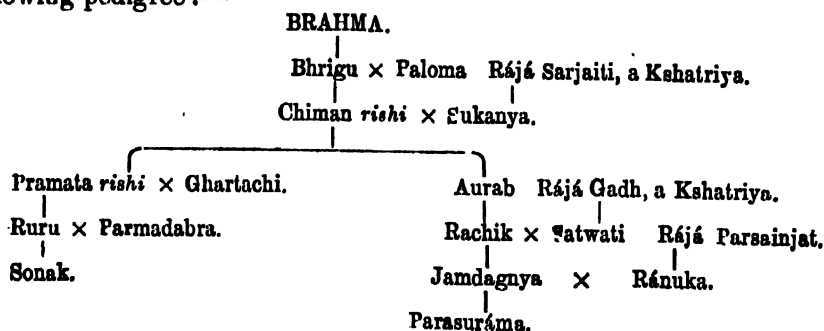 BRAHMA.
Bhrigu × Paloma Rájá Sarjaiti, a Kshatriya.
Chiman rishi × Sukanya.
Pramata rishi × Ghartachi. Aurab Rájá Gadh, a Kshatriya.
Ruru × Parmadabra. Rachik × Satwati Rájá Parsainjat.
Sonak. Jamdagnya × Ránuka.
Parasuráma.